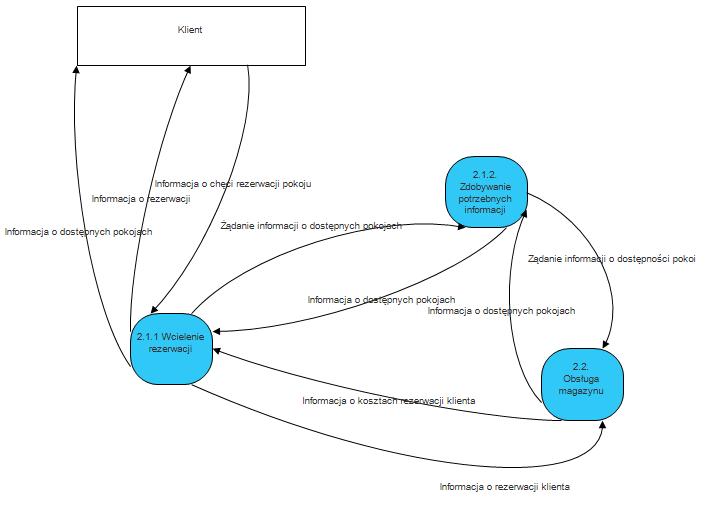 Klient
2.1.2.
Zdobywanie
potrzebnych
informacji
Informacja o chęci rezerwacji pokoju
Informacja o rezerwacji
Informacja o dostępnych pokojach
Żądanie informacji o dostępnych pokojach
Żądanie informacji o dostępności pokoi
Informacja o dostępnych pokojach
Informacja o dostępnych pokojach
2.1.1 Wcielenie
rezerwacji
2.2.
Obsługa
magazynu
Informacja o kosztach rezerwacji klienta
Informacja o rezerwacji klienta